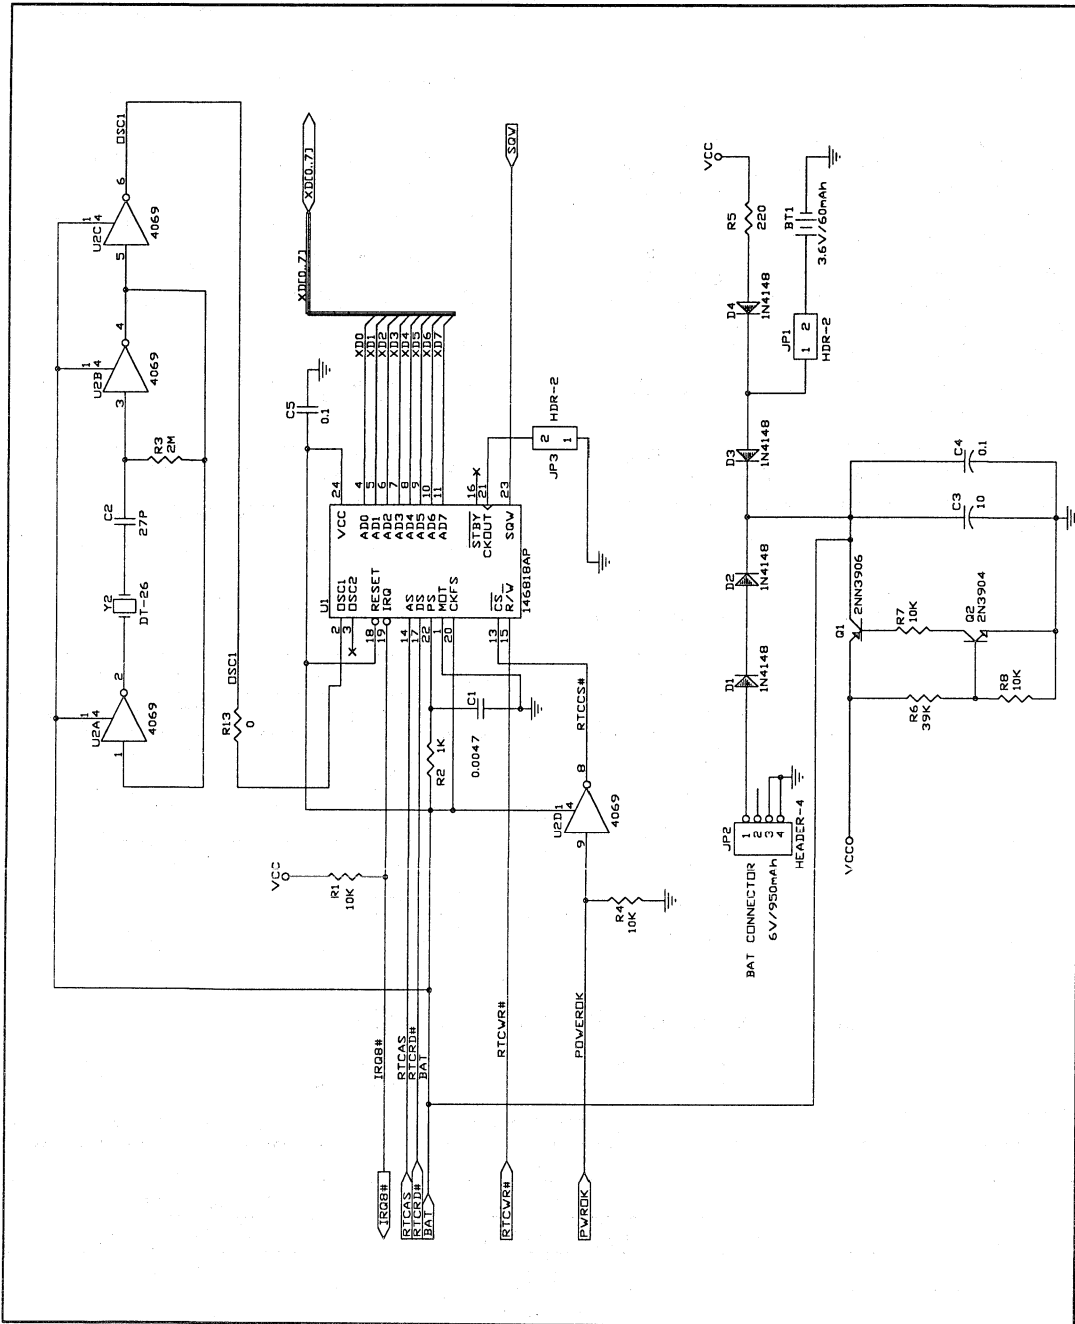 OSC1
U2C
1
4
6
5
4069
U2B
1
4
4
3
4069
R3
2M
C2
27P
Y2
DT-26
U2A
1
4
2
1
4069
OSC1
R13
0
XD[0..7]
XD[0..7]
C5
0.1
XD0
XD1
XD2
XD3
XD4
XD5
XD6
XD7
24
4
5
6
7
8
9
10
11
16
21
23
VCC
AD0
AD1
AD2
AD3
AD4
AD5
AD6
AD7
STBY
CKOUT
SQW
U1
146818AP
OSC1
OSC2
RESET
IRQ
AS
DS
PS
MOT
CKFS
CS
R/W
2
3
18
19
14
17
22
1
20
13
15
SQW
HDR-2
2
1
JP3
C1
0.0047
R2
1K
RTCCS#
8
U2D
1
4
9
4069
VCC
R1
10K
R4
10K
IRQ8#
RTCAS
RTCRD#
BAT
RTCWR#
POWEROK
IRQ8#
RTCAS
RTCRD#
BAT
RTCWR#
PWROK
VCC
R5
220
BT1
3.6V/60mAh
D4
1N4148
JP1
1 2
HDR-2
D3
1N4148
C4
0.1
C3
10
D2
1N4148
D1
1N4148
Q1
2NN3906
R7
10K
Q2
2N3904
R6
39K
R8
10K
VCC
JP2
1
2
3
4
HEADER-4
BAT CONNECTOR
6V/950mAh